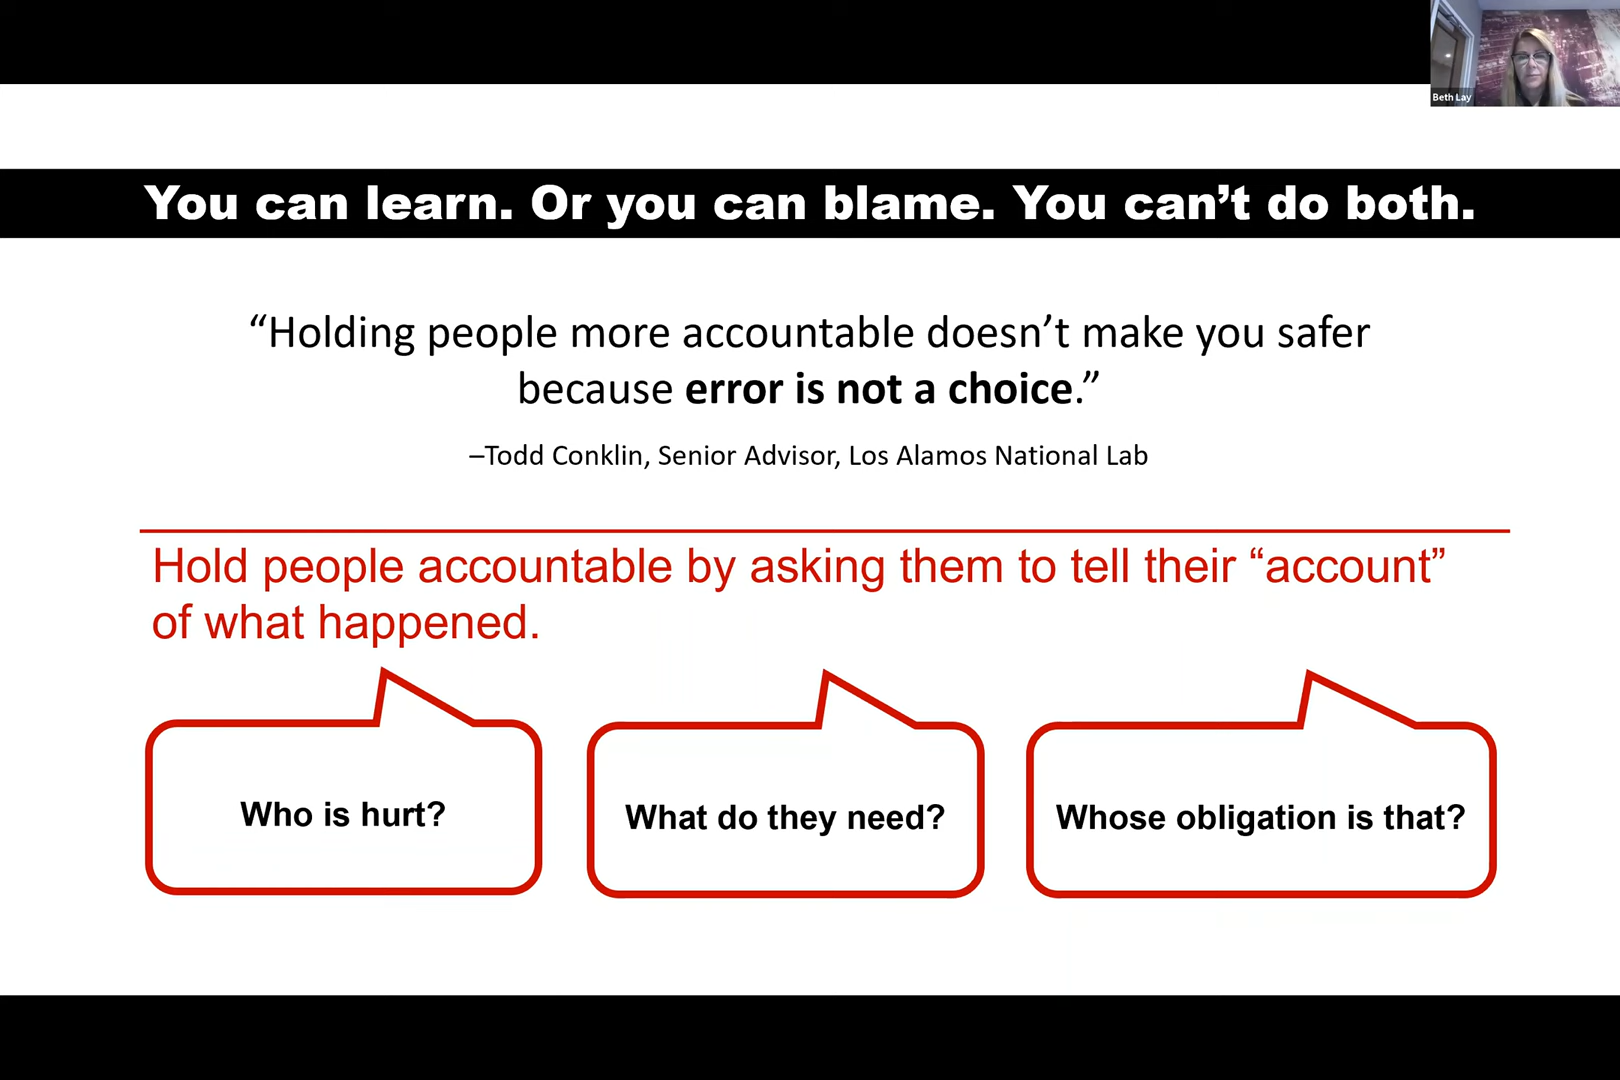 Beth Lay
You can learn. Or you can blame. You can’t do both.
“Holding people more accountable doesn’t make you safer
because error is not a choice.”
–Todd Conklin, Senior Advisor, Los Alamos National Lab
Hold people accountable by asking them to tell their “account”
of what happened.
Who is hurt?
What do they need?
Whose obligation is that?